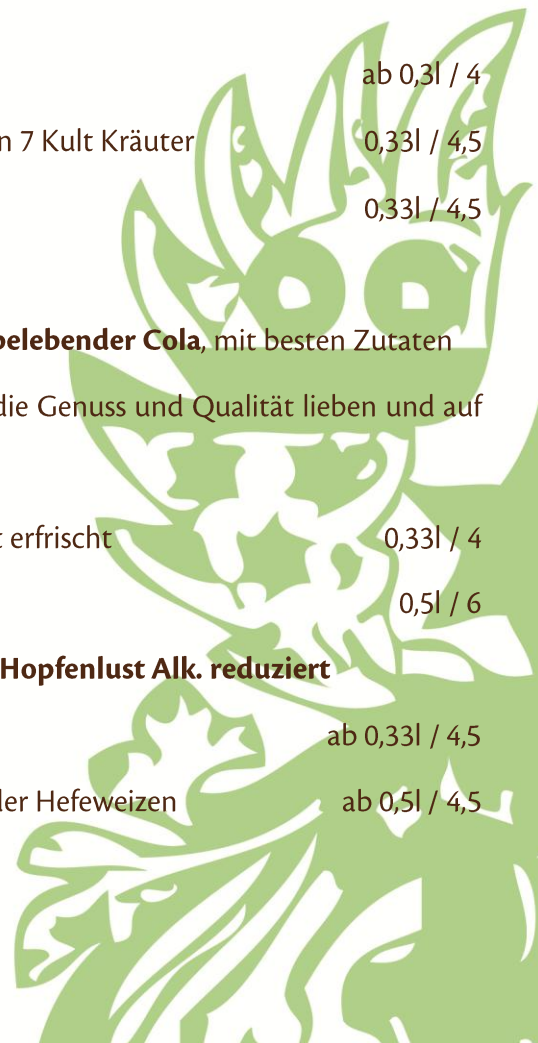 ab 0,3l / 4
n 7 Kult Kräuter 0,33l / 4,5
0,33l / 4,5
belebender Cola, mit besten Zutaten
die Genuss und Qualität lieben und auf
t erfrischt 0,33l / 4
0,5l / 6
Hopfenlust Alk. reduziert
ab 0,33l / 4,5
der Hefeweizen ab 0,5l / 4,5